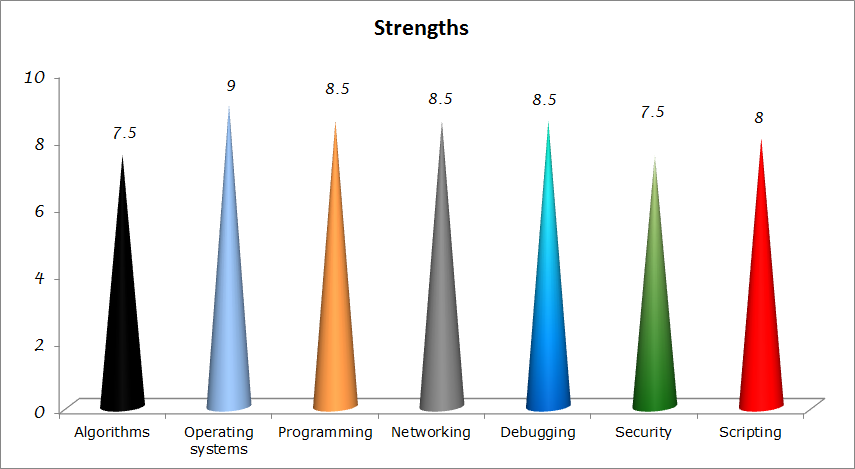 Strengths
10
8
6
4
2
0
7.5
9
8.5
8.5
8.5
7.5
8
Algorithms
Operating
systems
Programming
Networking
Debugging
Security
Scripting